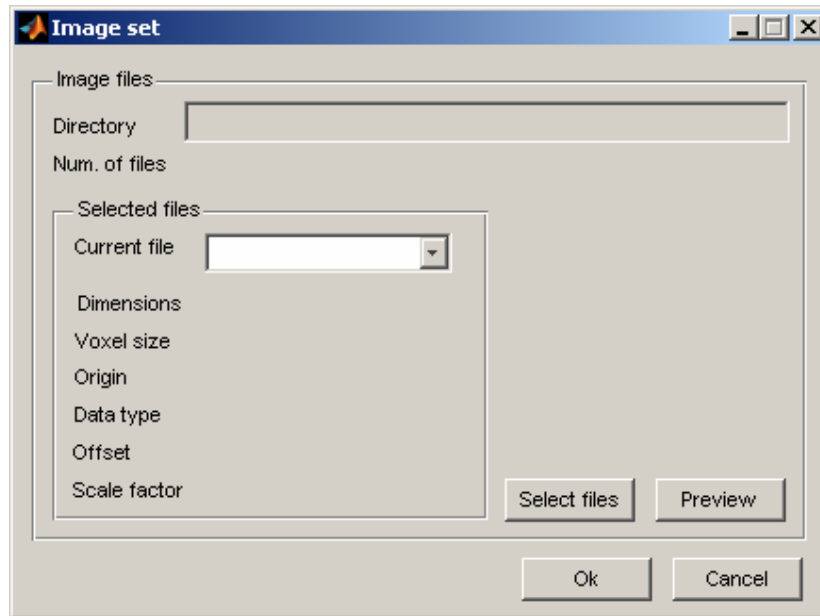 Image set
Image files
Directory
Num. of files
Selected files
Current file
Dimensions
Voxel size
Origin
Data type
Offset
Scale factor
Select files Preview
Ok Cancel